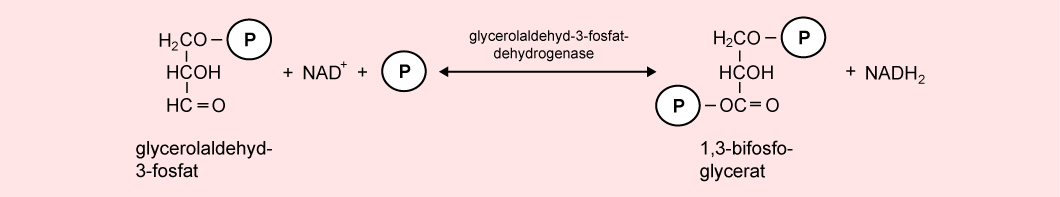 glycerolaldehyd-3-fosfat-
dehydrogenase
H₂CO – P
HCOH
HC = O
+ NAD⁺ + P
H₂CO – P
HCOH
P – OC = O
+ NADH₂
glycerolaldehyd-
3-fosfat
1,3-bifosfo-
glycerat